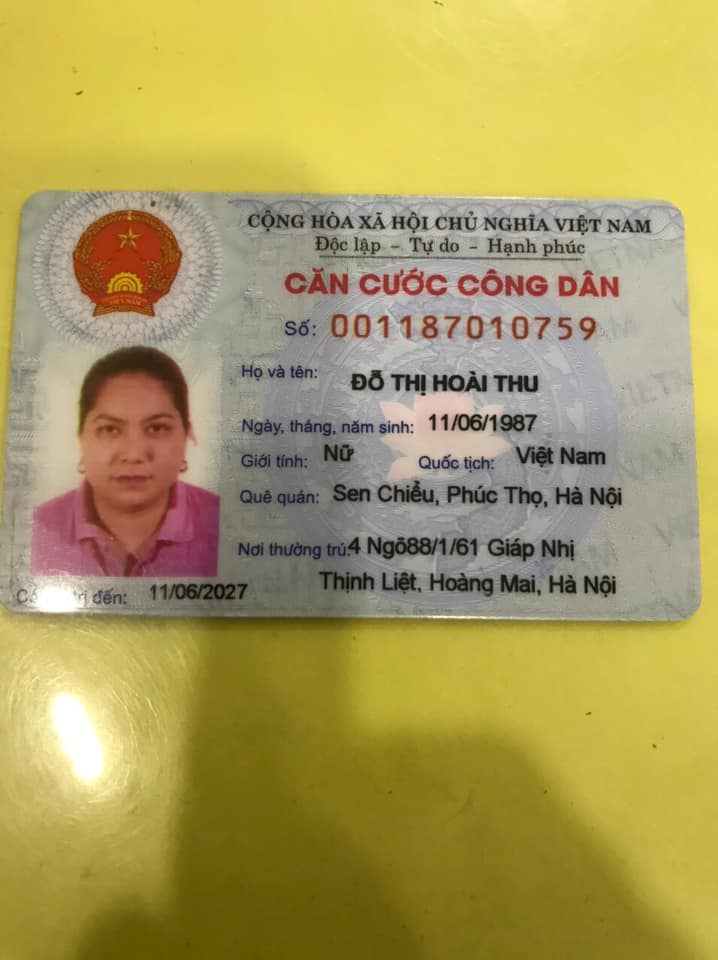 CỘNG HÒA XÃ HỘI CHỦ NGHĨA VIỆT NAM
Độc lập - Tự do - Hạnh phúc
CĂN CƯỚC CÔNG DÂN
Số: 001187010759
Họ và tên: ĐỖ THỊ HOÀI THU
Ngày, tháng, năm sinh: 11/06/1987
Giới tính: Nữ Quốc tịch: Việt Nam
Quê quán: Sen Chiểu, Phúc Thọ, Hà Nội
Nơi thường trú: 4 Ngõ88/1/61 Giáp Nhị
Thịnh Liệt, Hoàng Mai, Hà Nội
đến: 11/06/2027